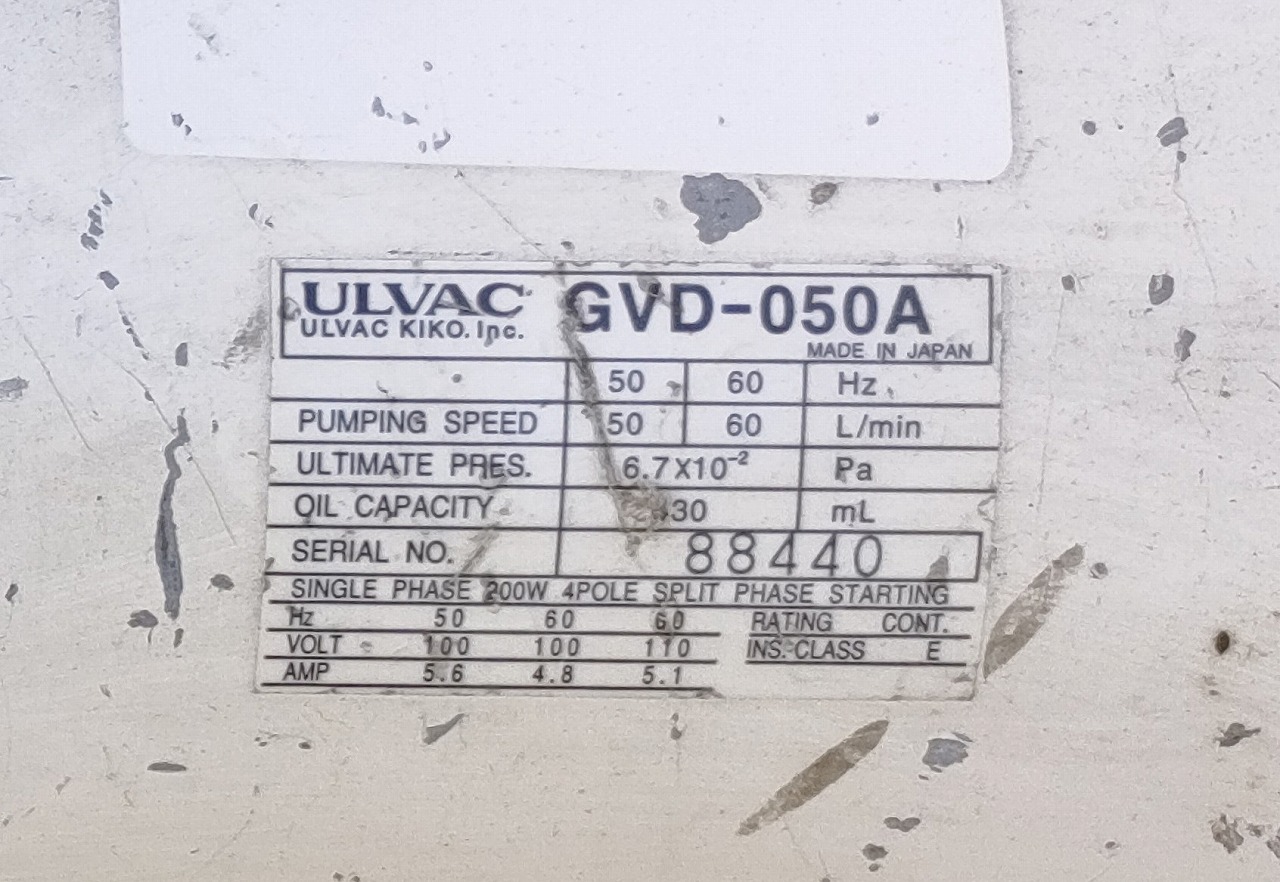 ULVAC GVD-050A
ULVAC KIKO. Inc.
MADE IN JAPAN
50 60 Hz
PUMPING SPEED 50 60 L/min
ULTIMATE PRES. 6.7X10⁻² Pa
OIL CAPACITY mL
SERIAL NO. 88440
SINGLE PHASE 200W 4POLE SPLIT PHASE STARTING
Hz 50 60 60 RATING CONT.
VOLT 100 100 110 INS. CLASS E
AMP 5.6 4.8 5.1